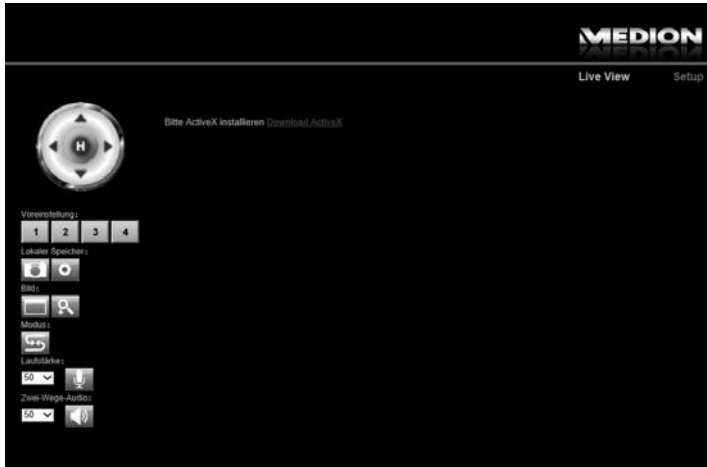 MEDION
Live View Setup
Bitte ActiveX installieren Download ActiveX
H
Voreinstellung:
1 2 3 4
Lokaler Speicher:
Bild:
Modus:
Lautstärke:
50
Zwei-Wege-Audio:
50